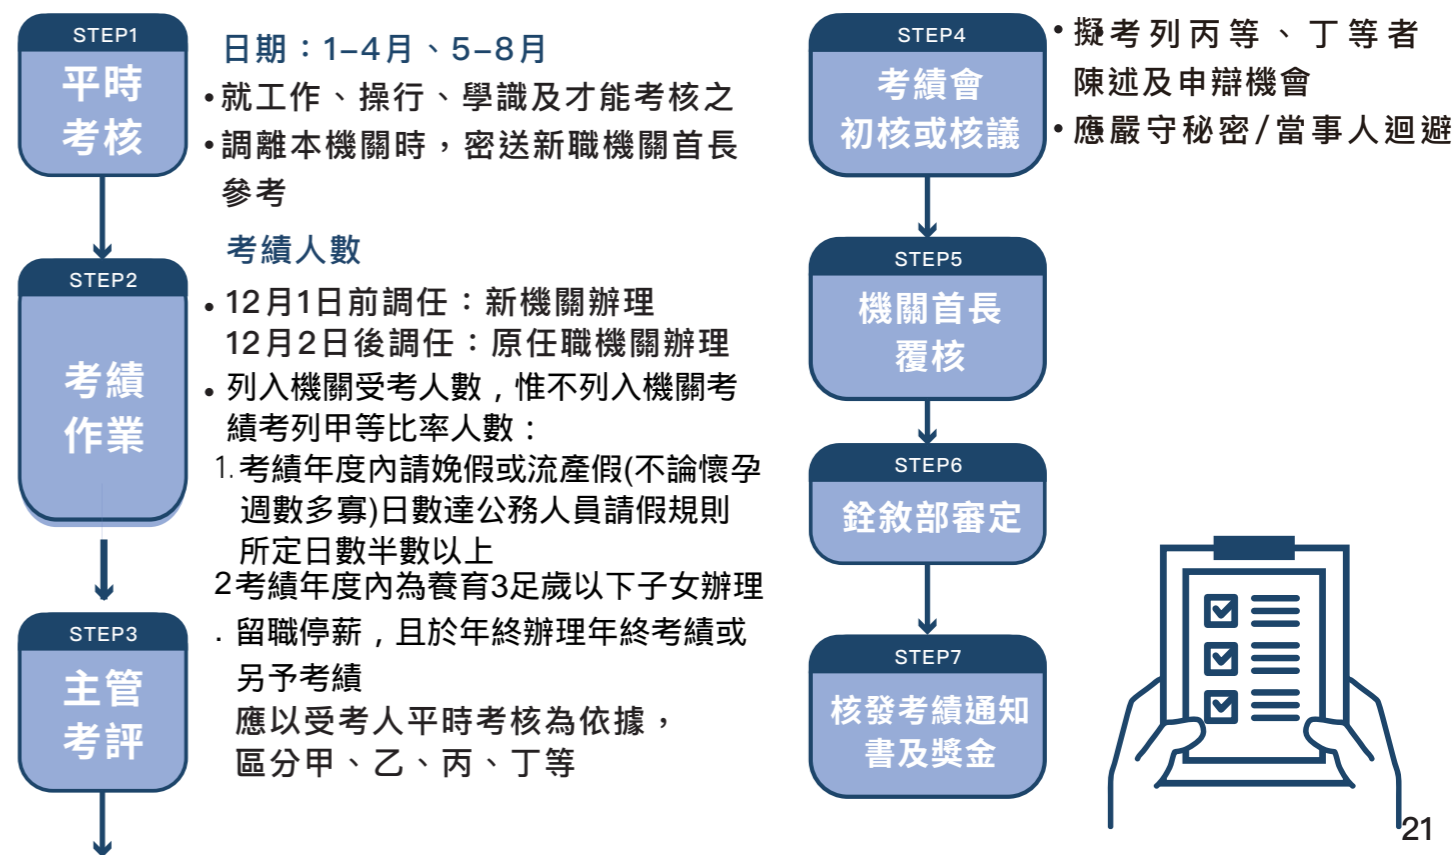 STEP1
平時
考核
日期：1–4月、5–8月
•就工作、操行、學識及才能考核之
•調離本機關時，密送新職機關首長
參考
STEP2
考績
作業
考績人數
• 12月1日前調任：新機關辦理
12月2日後調任：原任職機關辦理
• 列入機關受考人數，惟不列入機關考
績考列甲等比率人數：
1.考績年度內請娩假或流產假(不論懷孕
週數多寡)日數達公務人員請假規則
所定日數半數以上
2考績年度內為養育3足歲以下子女辦理
. 留職停薪，且於年終辦理年終考績或
另予考績
STEP3
主管
考評
應以受考人平時考核為依據，
區分甲、乙、丙、丁等
STEP4
考績會
初核或核議
•擬考列丙等、丁等者
陳述及申辯機會
•應嚴守秘密/當事人迴避
STEP5
機關首長
覆核
STEP6
銓敘部審定
STEP7
核發考績通知
書及獎金
21